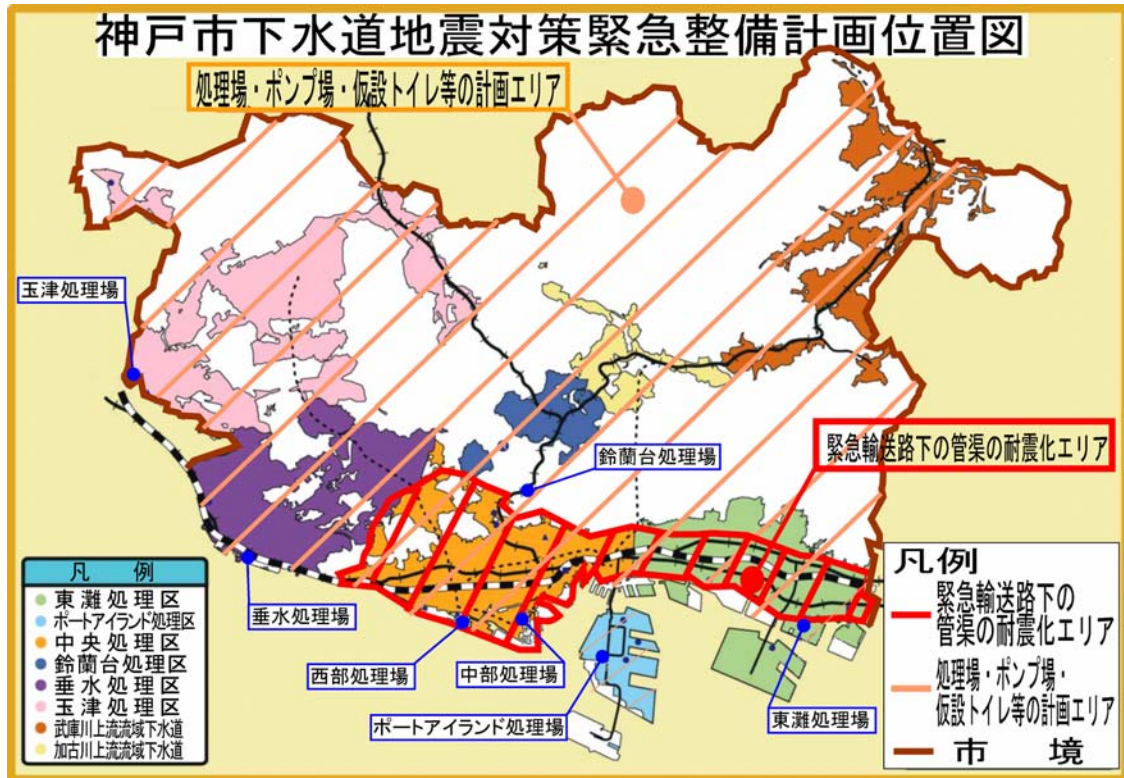 神戸市下水道地震対策緊急整備計画位置図
処理場・ポンプ場・仮設トイレ等の計画エリア
玉津処理場
緊急輸送路下の管渠の耐震化エリア
鈴蘭台処理場
垂水処理場
西部処理場
中部処理場
ポートアイランド処理場
東灘処理場
凡 例
東灘処理区
ポートアイランド処理区
中央処理区
鈴蘭台処理区
垂水処理区
玉津処理区
武庫川上流流域下水道
加古川上流流域下水道
凡例
緊急輸送路下の
管渠の耐震化エリア
処理場・ポンプ場・
仮設トイレ等の計画エリア
市 境